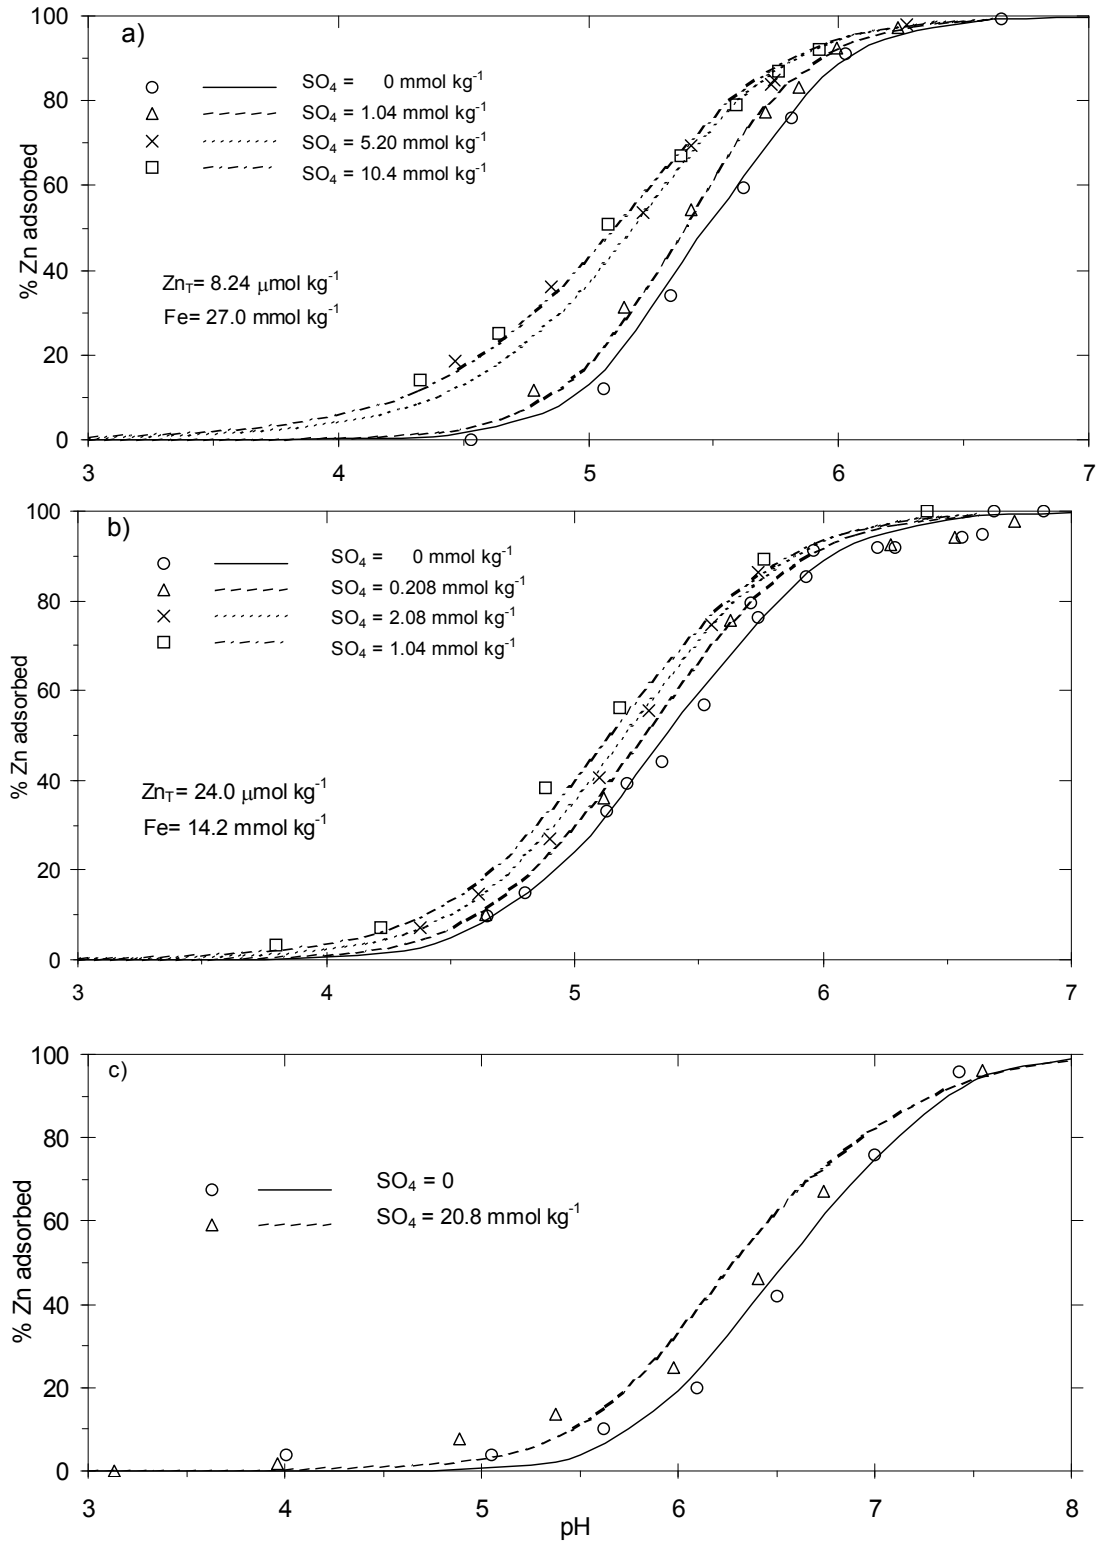 a)
SO₄ = 0 mmol kg⁻¹
SO₄ = 1.04 mmol kg⁻¹
SO₄ = 5.20 mmol kg⁻¹
SO₄ = 10.4 mmol kg⁻¹
Zn_T= 8.24 μmol kg⁻¹
Fe= 27.0 mmol kg⁻¹
% Zn adsorbed
100
80
60
40
20
0
3 4 5 6 7
b)
SO₄ = 0 mmol kg⁻¹
SO₄ = 0.208 mmol kg⁻¹
SO₄ = 2.08 mmol kg⁻¹
SO₄ = 1.04 mmol kg⁻¹
Zn_T= 24.0 μmol kg⁻¹
Fe= 14.2 mmol kg⁻¹
% Zn adsorbed
100
80
60
40
20
0
3 4 5 6 7
c)
SO₄ = 0
SO₄ = 20.8 mmol kg⁻¹
% Zn adsorbed
100
80
60
40
20
0
3 4 5 6 7 8
pH